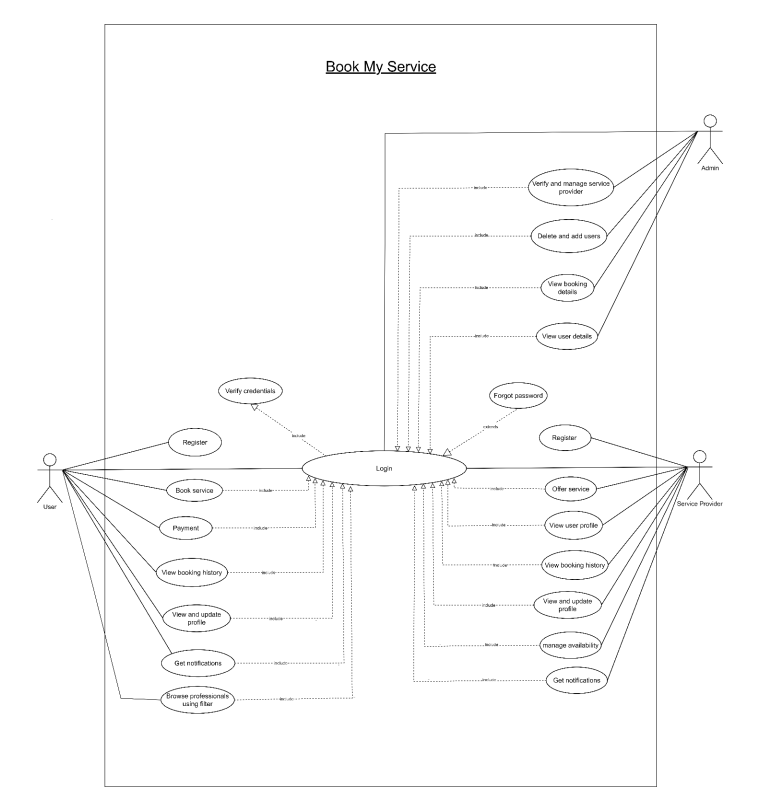 Book My Service
Admin
Verify and manage service
provider
include
Delete and add users
include
View booking
details
include
View user details
include
Verify credentials
include
Forgot password
extends
Register
Register
Login
User
Service Provider
Book service
include
Offer service
include
Payment
include
View user profile
include
View booking history
include
View booking history
include
View and update
profile
include
View and update
profile
include
manage availability
include
Get notifications
include
Get notifications
include
Browse professionals
using filter
include